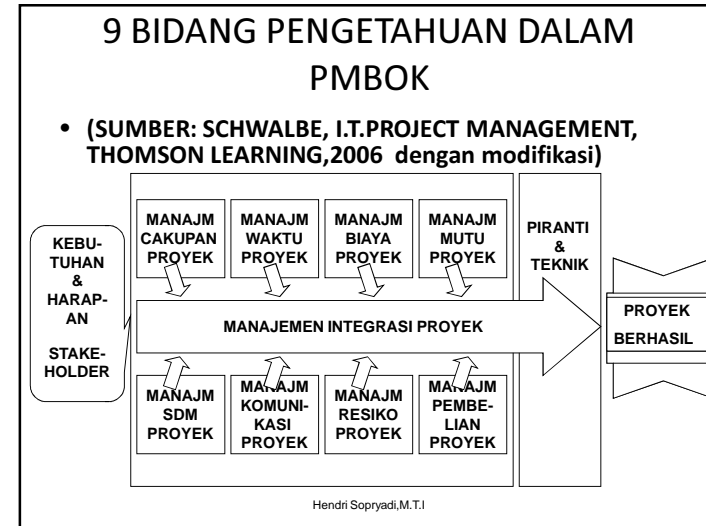 9 BIDANG PENGETAHUAN DALAM
PMBOK
• (SUMBER: SCHWALBE, I.T.PROJECT MANAGEMENT,
THOMSON LEARNING,2006 dengan modifikasi)
KEBU-
TUHAN
&
HARAP-
AN
STAKE-
HOLDER
MANAJM
CAKUPAN
PROYEK
MANAJM
WAKTU
PROYEK
MANAJM
BIAYA
PROYEK
MANAJM
MUTU
PROYEK
PIRANTI
&
TEKNIK
MANAJEMEN INTEGRASI PROYEK
PROYEK
BERHASIL
MANAJM
SDM
PROYEK
MANAJM
KOMUNI-
KASI
PROYEK
MANAJM
RESIKO
PROYEK
MANAJM
PEMBE-
LIAN
PROYEK
Hendri Sopryadi,M.T.I